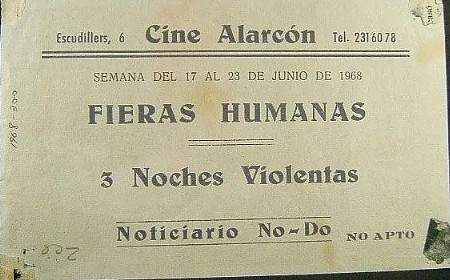 Escudillers, 6 Cine Alarcón Tel. 2316078
SEMANA DEL 17 AL 23 DE JUNIO DE 1968
FIERAS HUMANAS
3 Noches Violentas
Noticiario No-Do NO APTO